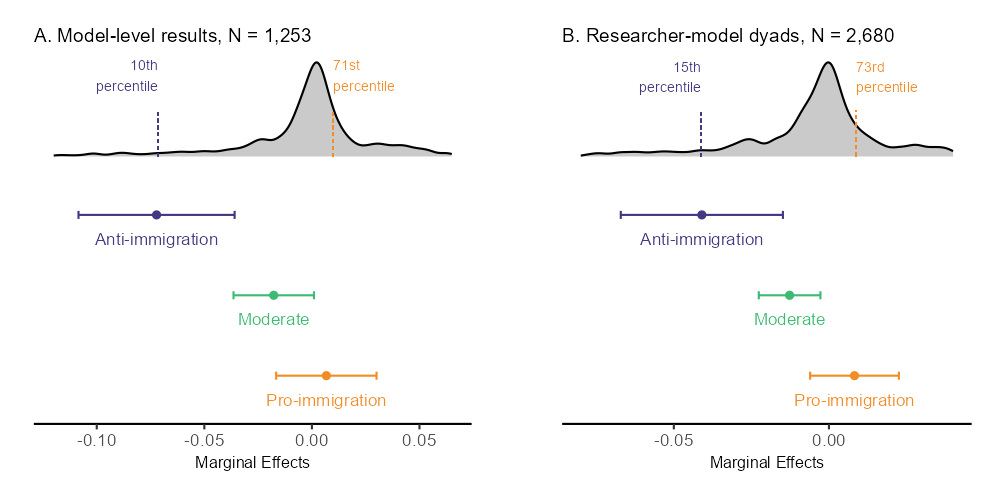 A. Model-level results, N = 1,253
10th
percentile
71st
percentile
Anti-immigration
Moderate
Pro-immigration
-0.10
-0.05
0.00
0.05
Marginal Effects
B. Researcher-model dyads, N = 2,680
15th
percentile
73rd
percentile
Anti-immigration
Moderate
Pro-immigration
-0.05
0.00
Marginal Effects